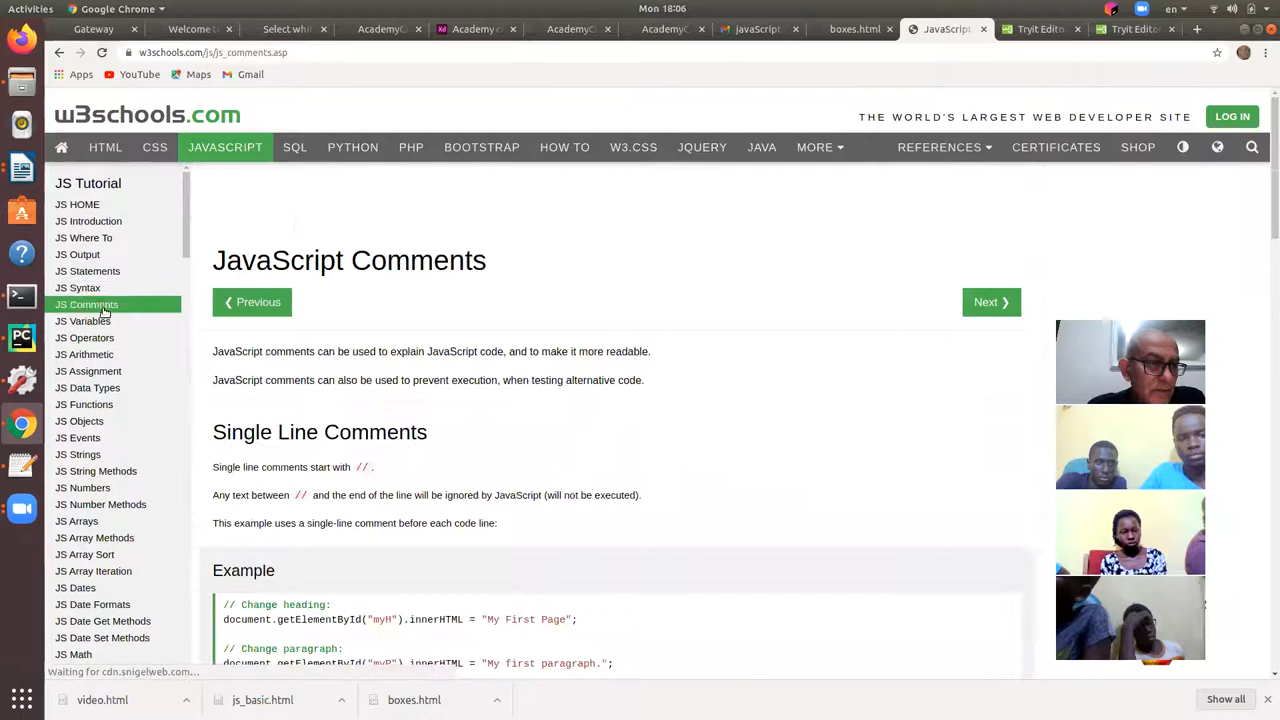 Activities Google Chrome Mon 18:06 en
Gateway Welcome t Select whi AcademyC Academy c AcademyCi AcademyC javaScript boxes.html JavaScript Tryit Edito Tryit Editor
w3schools.com/js/js_comments.asp
Apps YouTube Maps Gmail
w3schools.com THE WORLD'S LARGEST WEB DEVELOPER SITE LOG IN
HTML CSS JAVASCRIPT SQL PYTHON PHP BOOTSTRAP HOW TO W3.CSS JQUERY JAVA MORE REFERENCES CERTIFICATES SHOP
JS Tutorial
JS HOME
JS Introduction
JS Where To
JS Output
JS Statements
JS Syntax
JS Comments
JS Variables
JS Operators
JS Arithmetic
JS Assignment
JS Data Types
JS Functions
JS Objects
JS Events
JS Strings
JS String Methods
JS Numbers
JS Number Methods
JS Arrays
JS Array Methods
JS Array Sort
JS Array Iteration
JS Dates
JS Date Formats
JS Date Get Methods
JS Date Set Methods
JS Math
JavaScript Comments
❮ Previous Next ❯
JavaScript comments can be used to explain JavaScript code, and to make it more readable.
JavaScript comments can also be used to prevent execution, when testing alternative code.
Single Line Comments
Single line comments start with //.
Any text between // and the end of the line will be ignored by JavaScript (will not be executed).
This example uses a single-line comment before each code line:
Example
// Change heading:
document.getElementById("myH").innerHTML = "My First Page";
// Change paragraph:
document.getElementById("myP").innerHTML = "My first paragraph.";
Waiting for cdn.snigelweb.com...
video.html js_basic.html boxes.html Show all